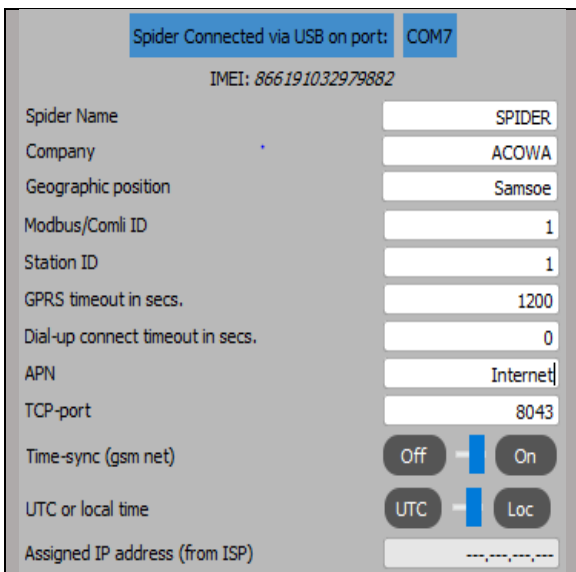 Spider Connected via USB on port: COM7
IMEI: 866191032979882
Spider Name SPIDER
Company ACOWA
Geographic position Samsoe
Modbus/Comli ID 1
Station ID 1
GPRS timeout in secs. 1200
Dial-up connect timeout in secs. 0
APN Internet
TCP-port 8043
Time-sync (gsm net) Off On
UTC or local time UTC Loc
Assigned IP address (from ISP) ---.---.---.---